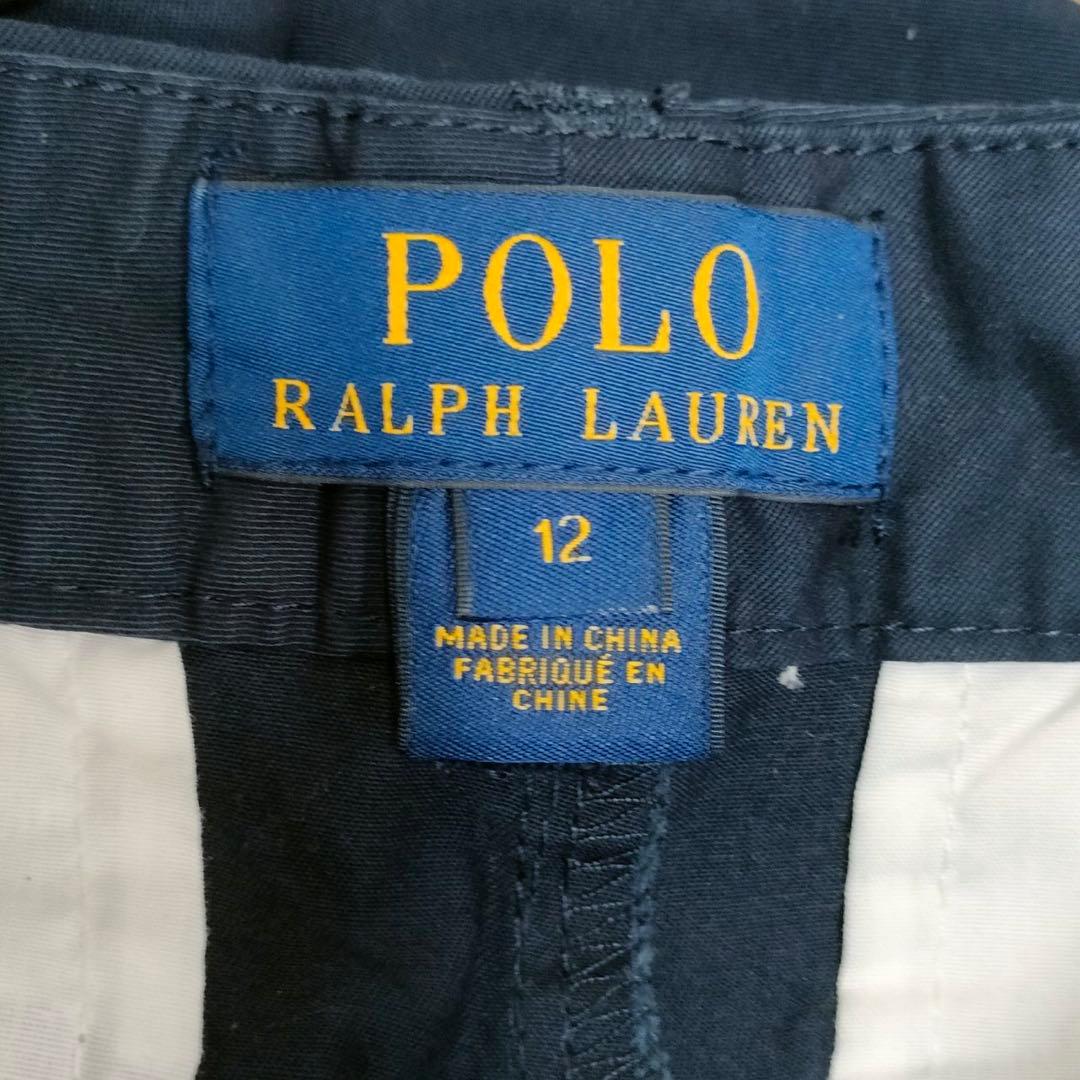 POLO
RALPH LAUREN
12
MADE IN CHINA
FABRIQUÉ EN
CHINE